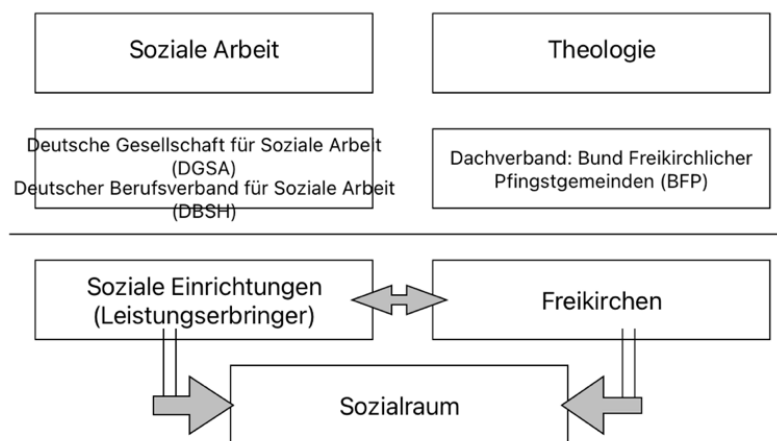 Soziale Arbeit
Theologie
Deutsche Gesellschaft für Soziale Arbeit
(DGSA)
Deutscher Berufsverband für Soziale Arbeit
(DBSH)
Dachverband: Bund Freikirchlicher
Pfingstgemeinden (BFP)
Soziale Einrichtungen
(Leistungserbringer)
Freikirchen
Sozialraum